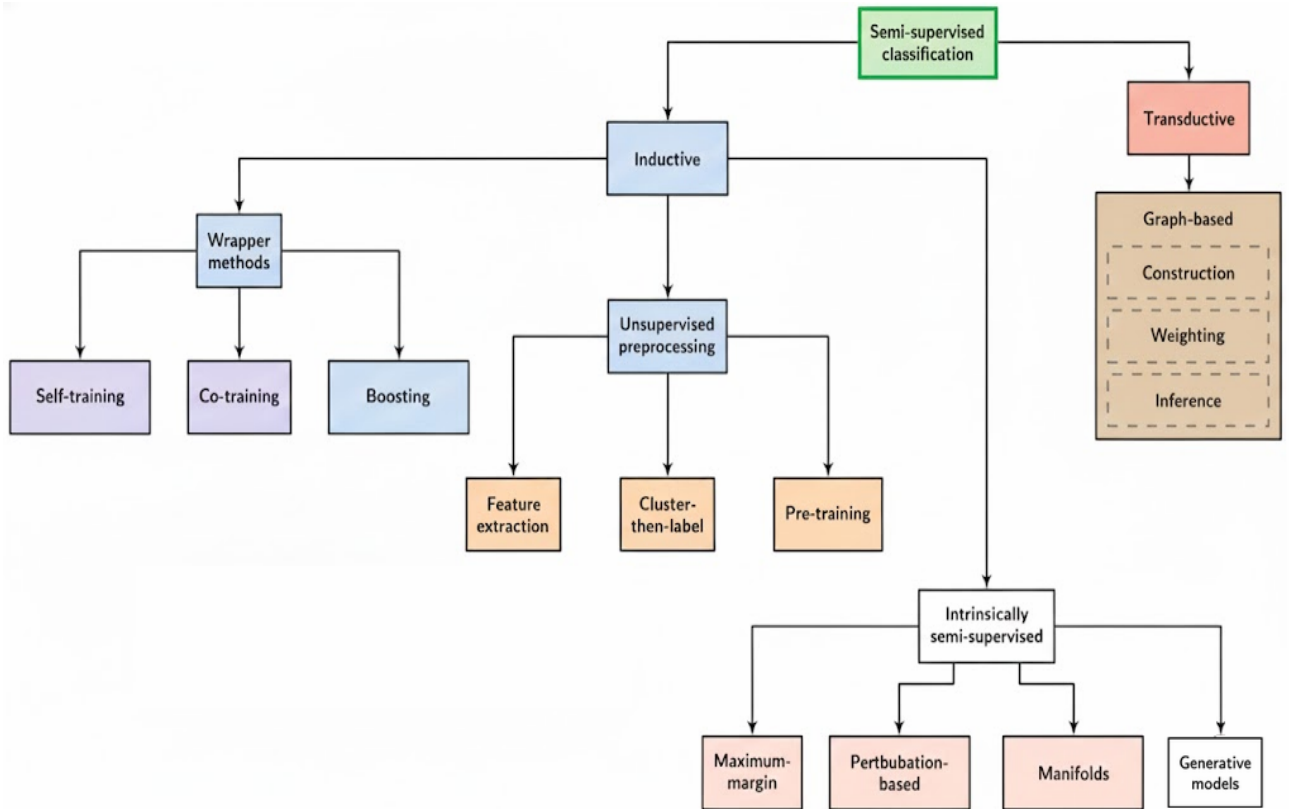 Semi-supervised
classification
Transductive
Inductive
Graph-based
Construction
Weighting
Inference
Wrapper
methods
Unsupervised
preprocessing
Self-training
Co-training
Boosting
Feature
extraction
Cluster-
then-label
Pre-training
Intrinsically
semi-supervised
Maximum-
margin
Pertbubation-
based
Manifolds
Generative
models